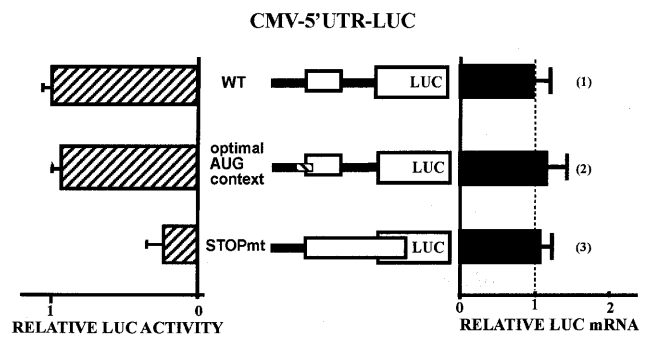 CMV-5'UTR-LUC
WT
LUC
(1)
optimal
AUG
context
LUC
(2)
STOPmt
LUC
(3)
1
0
0
1
2
RELATIVE LUC ACTIVITY
RELATIVE LUC mRNA